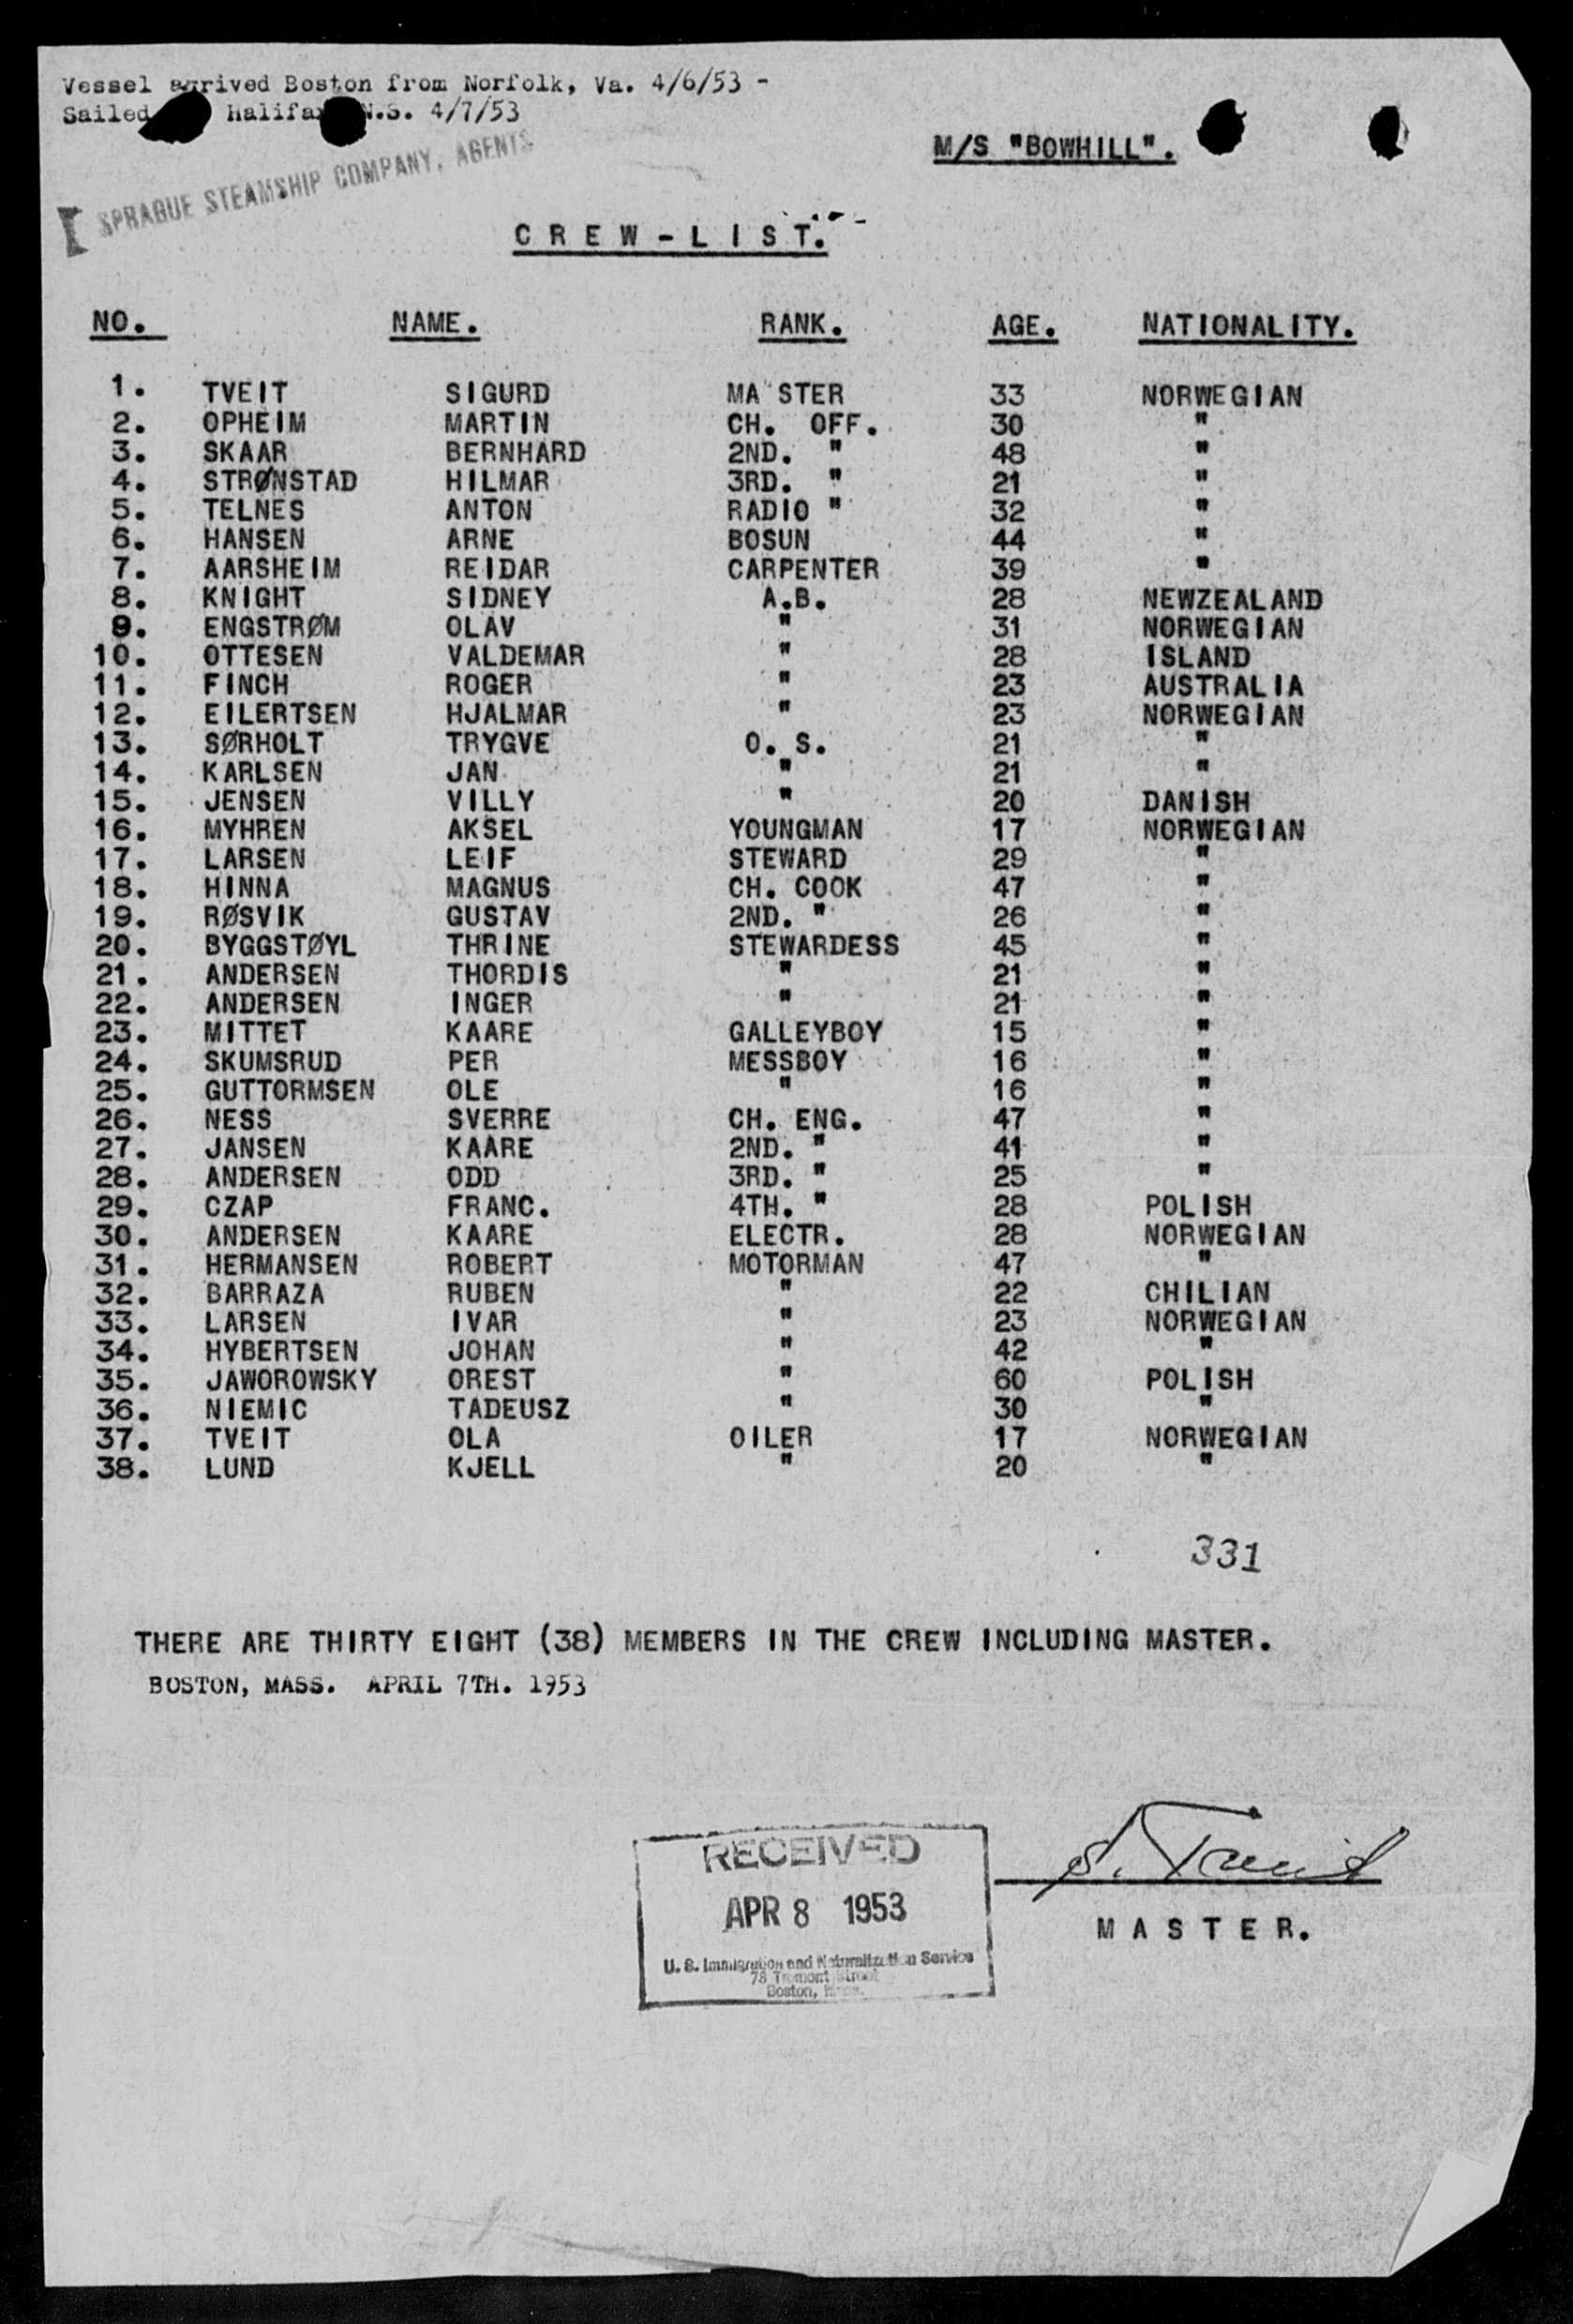 Vessel arrived Boston from Norfolk, Va. 4/6/53 -
Sailed Halifax N.S. 4/7/53
M/S "BOWHILL".
SPRAGUE STEAMSHIP COMPANY, AGENTS
CREW-LIST.
NO. NAME. RANK. AGE. NATIONALITY.
1. TVEIT SIGURD MA STER 33 NORWEGIAN
2. OPHEIM MARTIN CH. OFF. 30 "
3. SKAAR BERNHARD 2ND. " 48 "
4. STRØNSTAD HILMAR 3RD. " 21 "
5. TELNES ANTON RADIO " 32 "
6. HANSEN ARNE BOSUN 44 "
7. AARSHEIM REIDAR CARPENTER 39 "
8. KNIGHT SIDNEY A.B. 28 NEWZEALAND
9. ENGSTRØM OLAV " 31 NORWEGIAN
10. OTTESEN VALDEMAR " 28 ISLAND
11. FINCH ROGER " 23 AUSTRALIA
12. EILERTSEN HJALMAR " 23 NORWEGIAN
13. SØRHOLT TRYGVE O. S. 21 "
14. KARLSEN JAN " 21 "
15. JENSEN VILLY " 20 DANISH
16. MYHREN AKSEL YOUNGMAN 17 NORWEGIAN
17. LARSEN LEIF STEWARD 29 "
18. HINNA MAGNUS CH. COOK 47 "
19. RØSVIK GUSTAV 2ND. " 26 "
20. BYGGSTØYL THRINE STEWARDESS 45 "
21. ANDERSEN THORDIS " 21 "
22. ANDERSEN INGER " 21 "
23. MITTET KAARE GALLEYBOY 15 "
24. SKUMSRUD PER MESSBOY 16 "
25. GUTTORMSEN OLE " 16 "
26. NESS SVERRE CH. ENG. 47 "
27. JANSEN KAARE 2ND. " 41 "
28. ANDERSEN ODD 3RD. " 25 "
29. CZAP FRANC. 4TH. " 28 POLISH
30. ANDERSEN KAARE ELECTR. 28 NORWEGIAN
31. HERMANSEN ROBERT MOTORMAN 47 "
32. BARRAZA RUBEN " 22 CHILIAN
33. LARSEN IVAR " 23 NORWEGIAN
34. HYBERTSEN JOHAN " 42 "
35. JAWOROWSKY OREST " 60 POLISH
36. NIEMIC TADEUSZ " 30 "
37. TVEIT OLA OILER 17 NORWEGIAN
38. LUND KJELL " 20 "
331
THERE ARE THIRTY EIGHT (38) MEMBERS IN THE CREW INCLUDING MASTER.
BOSTON, MASS. APRIL 7TH. 1953
S. Tveit
MASTER.
RECEIVED
APR 8 1953
U. S. Immigration and Naturalization Service
73 Tremont Street
Boston, Mass.